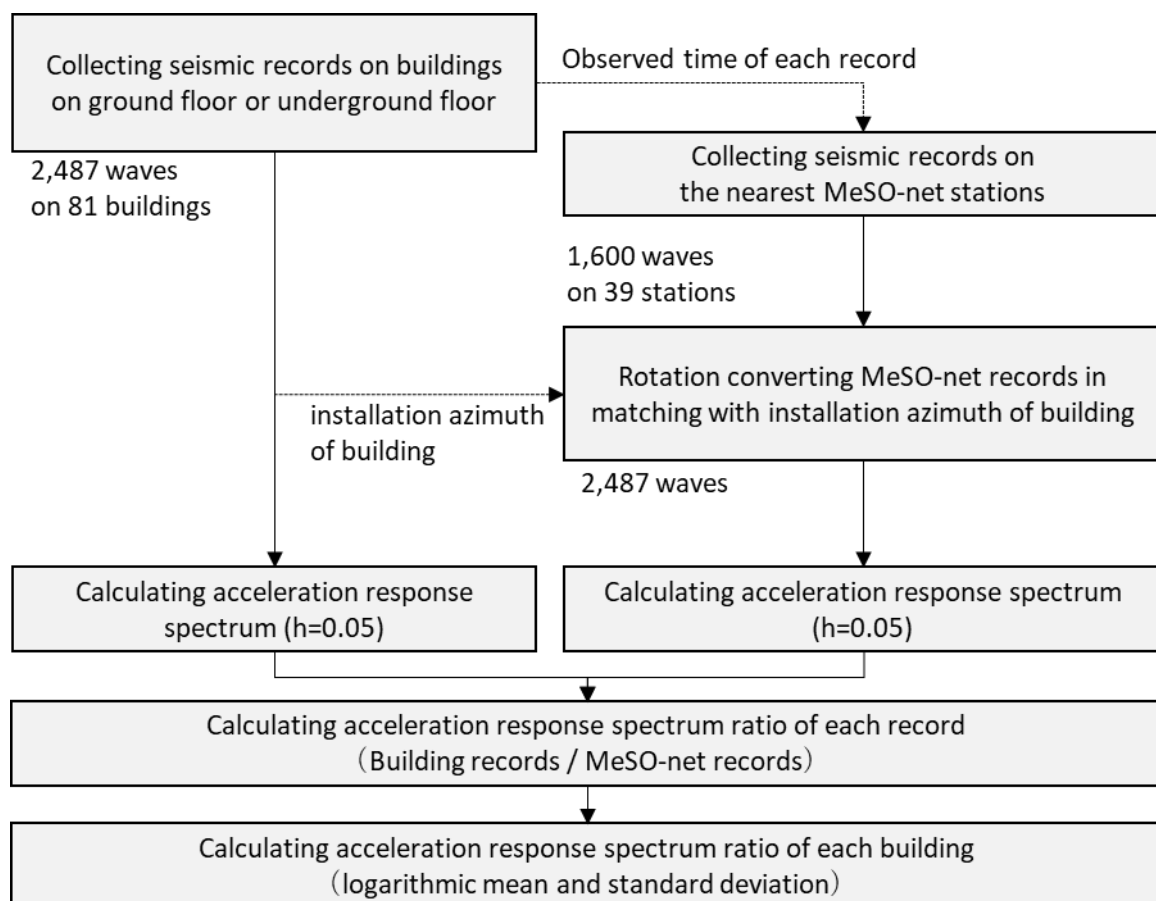 Collecting seismic records on buildings
on ground floor or underground floor
Observed time of each record
2,487 waves
on 81 buildings
Collecting seismic records on
the nearest MeSO-net stations
1,600 waves
on 39 stations
Rotation converting MeSO-net records in
matching with installation azimuth of building
installation azimuth
of building
2,487 waves
Calculating acceleration response
spectrum (h=0.05)
Calculating acceleration response spectrum
(h=0.05)
Calculating acceleration response spectrum ratio of each record
（Building records / MeSO-net records）
Calculating acceleration response spectrum ratio of each building
（logarithmic mean and standard deviation）